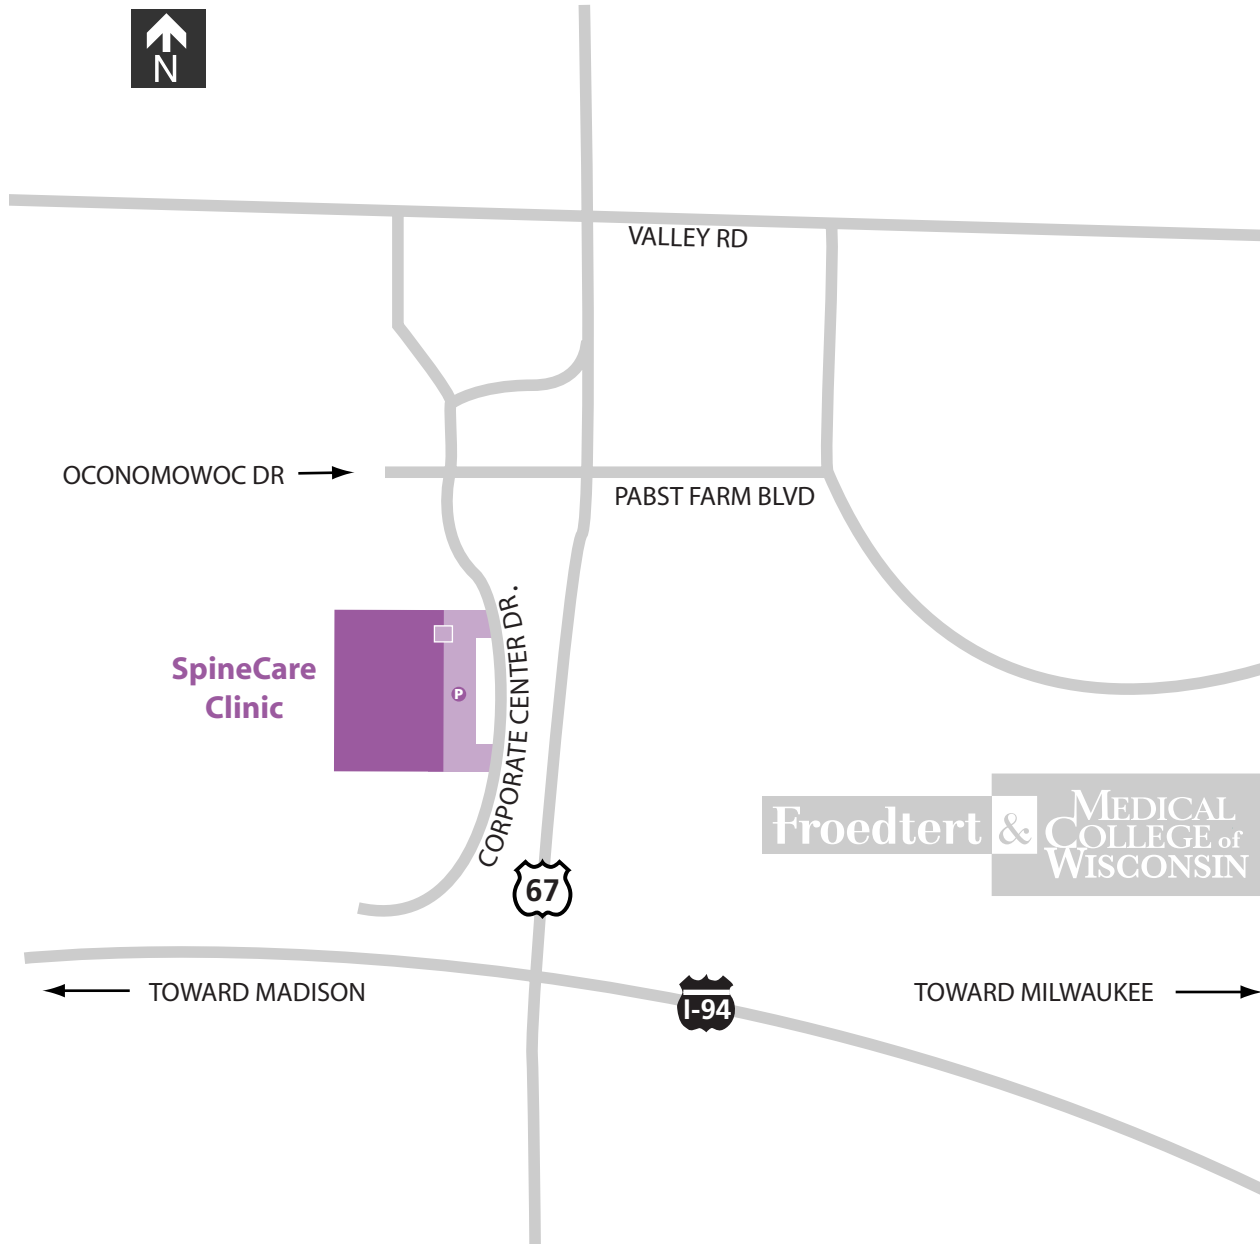 N
VALLEY RD
OCONOMOWOC DR
PABST FARM BLVD
CORPORATE CENTER DR.
SpineCare
Clinic
P
Froedtert & MEDICAL
COLLEGE of
WISCONSIN
67
TOWARD MADISON
I-94
TOWARD MILWAUKEE